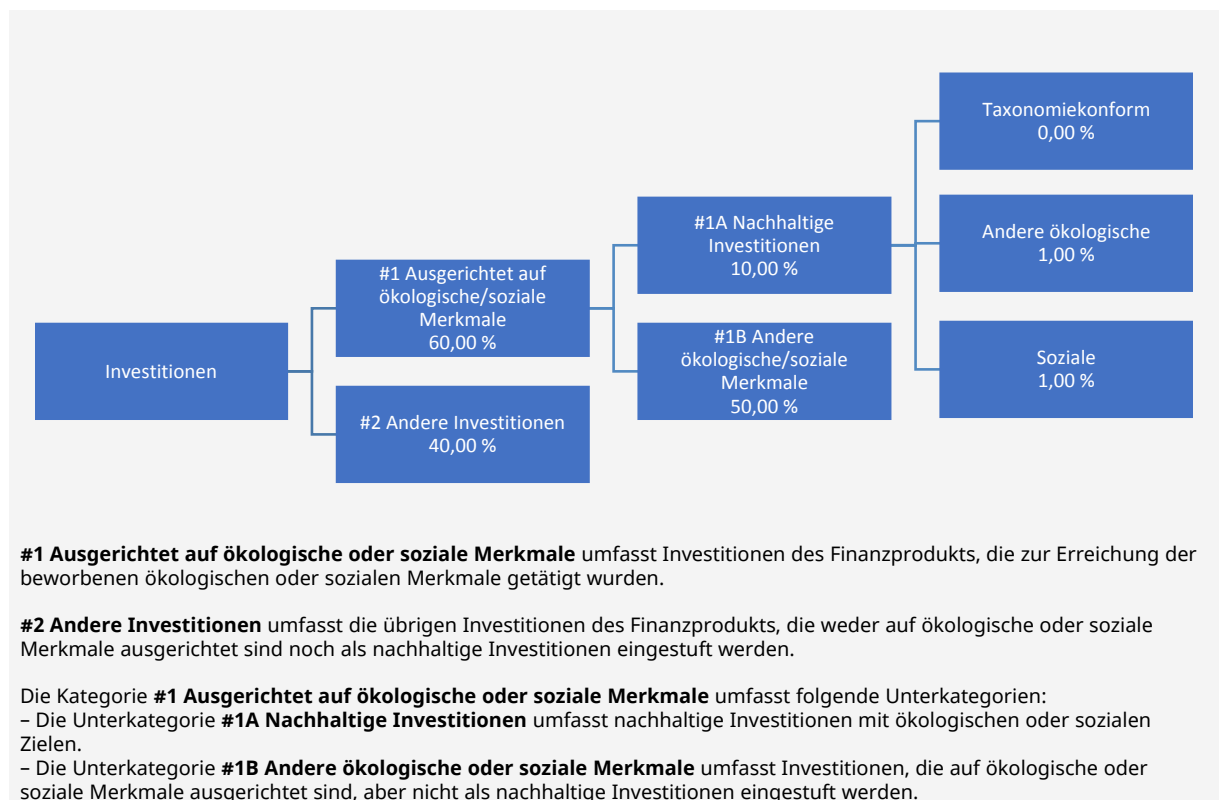 Taxonomiekonform
0,00 %
#1A Nachhaltige
Investitionen
10,00 %
Andere ökologische
1,00 %
#1 Ausgerichtet auf
ökologische/soziale
Merkmale
60,00 %
Investitionen
#1B Andere
ökologische/soziale
Merkmale
50,00 %
Soziale
1,00 %
#2 Andere Investitionen
40,00 %
#1 Ausgerichtet auf ökologische oder soziale Merkmale umfasst Investitionen des Finanzprodukts, die zur Erreichung der
beworbenen ökologischen oder sozialen Merkmale getätigt wurden.
#2 Andere Investitionen umfasst die übrigen Investitionen des Finanzprodukts, die weder auf ökologische oder soziale
Merkmale ausgerichtet sind noch als nachhaltige Investitionen eingestuft werden.
Die Kategorie #1 Ausgerichtet auf ökologische oder soziale Merkmale umfasst folgende Unterkategorien:
– Die Unterkategorie #1A Nachhaltige Investitionen umfasst nachhaltige Investitionen mit ökologischen oder sozialen
Zielen.
– Die Unterkategorie #1B Andere ökologische oder soziale Merkmale umfasst Investitionen, die auf ökologische oder
soziale Merkmale ausgerichtet sind, aber nicht als nachhaltige Investitionen eingestuft werden.